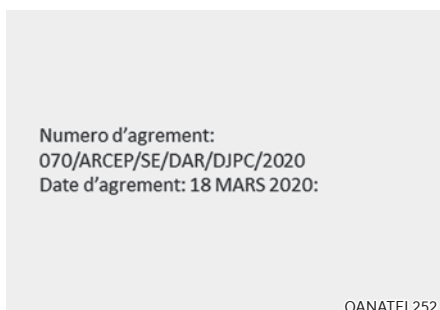 Numero d’agrement:
070/ARCEP/SE/DAR/DJPC/2020
Date d’agrement: 18 MARS 2020:
OANATEL252